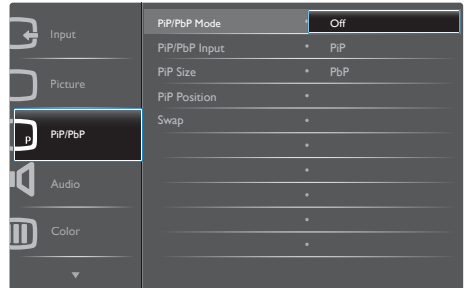 Input
Picture
PiP/PbP
Audio
Color
PiP/PbP Mode
PiP/PbP Input
PiP Size
PiP Position
Swap
Off
PiP
PbP
P